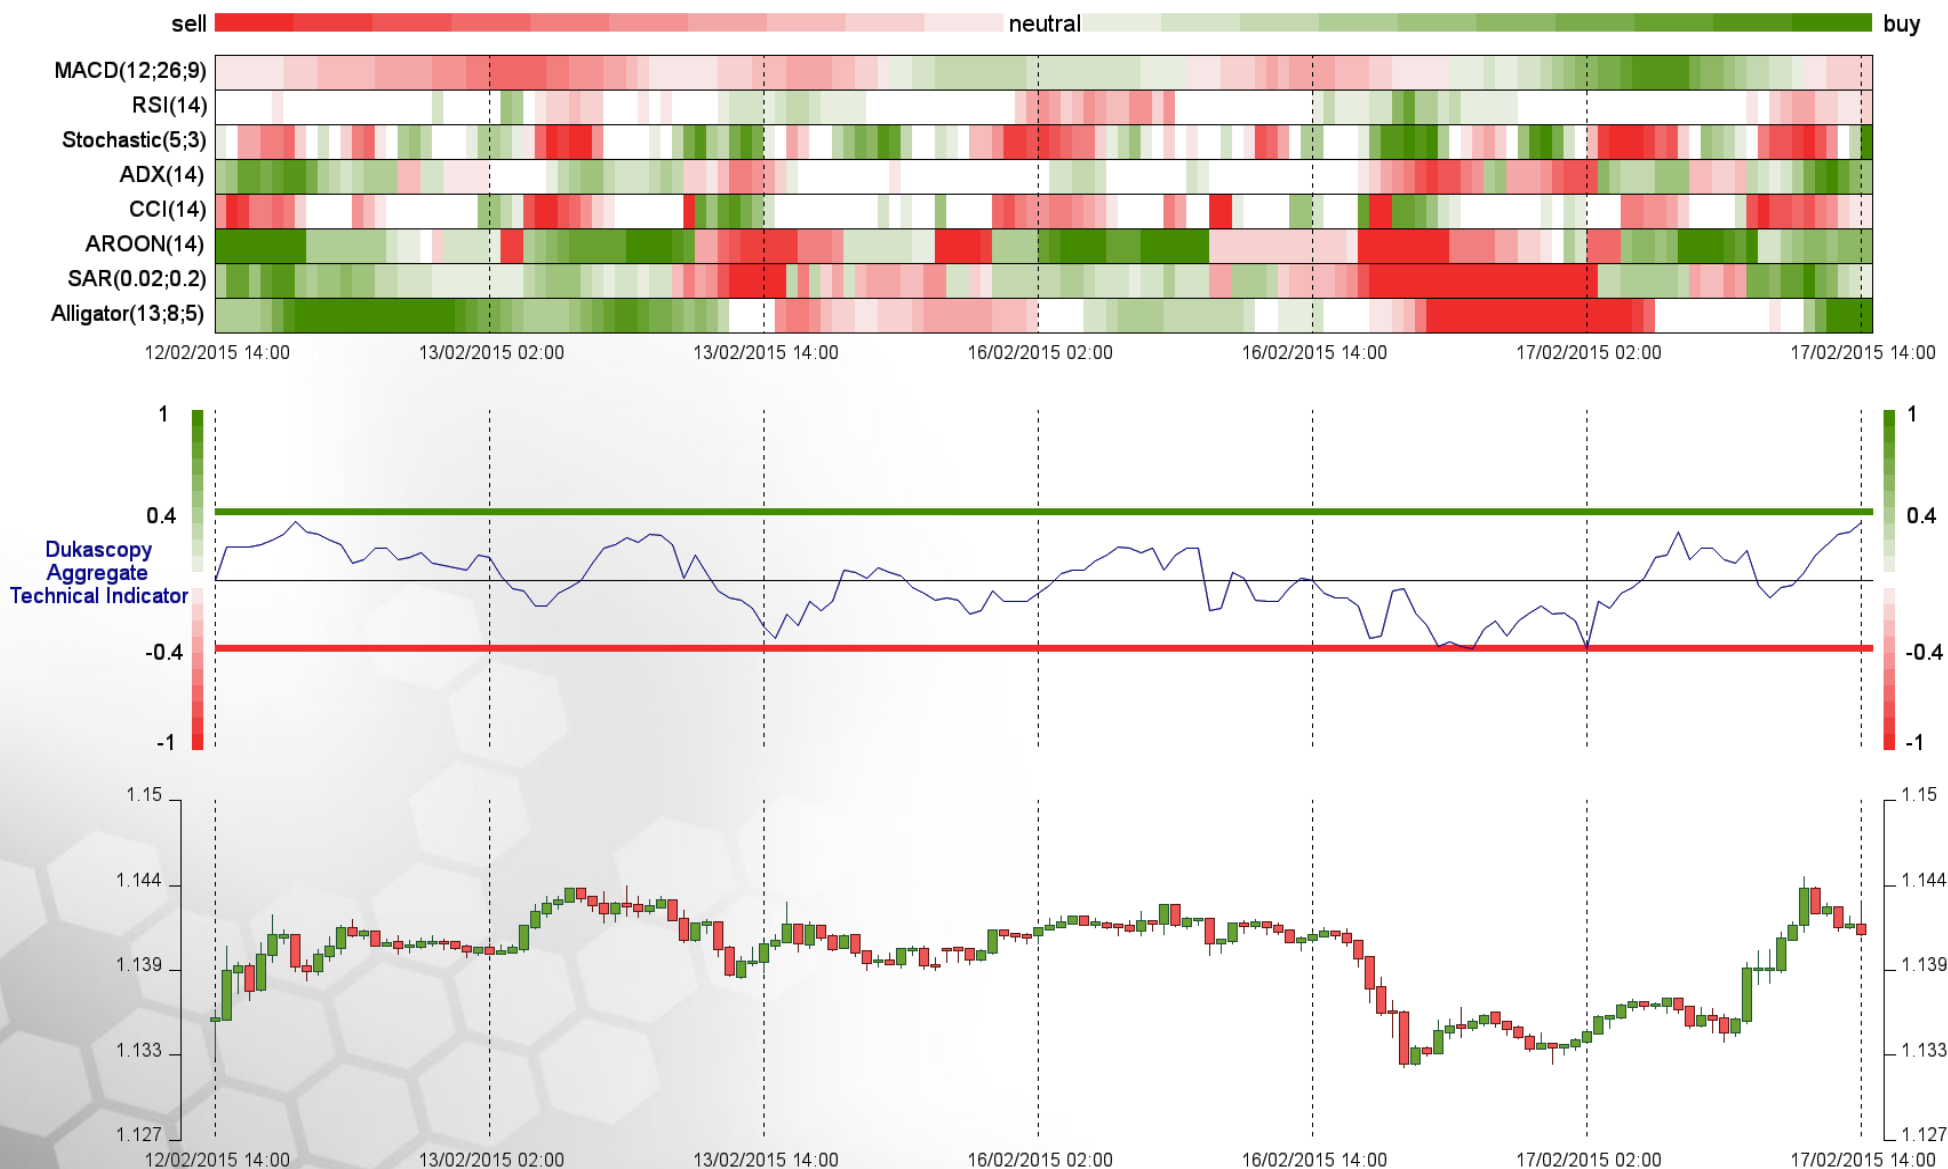 sell neutral buy
MACD(12;26;9)
RSI(14)
Stochastic(5;3)
ADX(14)
CCI(14)
AROON(14)
SAR(0.02;0.2)
Alligator(13;8;5)
12/02/2015 14:00 13/02/2015 02:00 13/02/2015 14:00 16/02/2015 02:00 16/02/2015 14:00 17/02/2015 02:00 17/02/2015 14:00
1 1
0.4 0.4
Dukascopy
Aggregate
Technical Indicator
-0.4 -0.4
-1 -1
1.15 1.15
1.144 1.144
1.139 1.139
1.133 1.133
1.127 1.127
12/02/2015 14:00 13/02/2015 02:00 13/02/2015 14:00 16/02/2015 02:00 16/02/2015 14:00 17/02/2015 02:00 17/02/2015 14:00